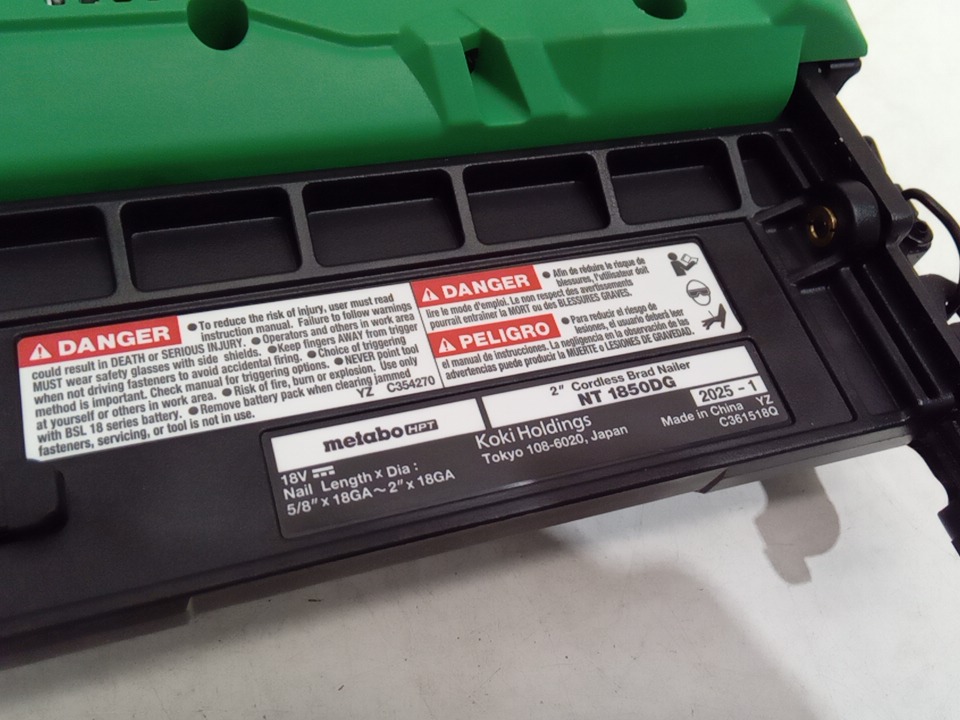 DANGER
●To reduce the risk of injury, user must read
instruction manual. Failure to follow warnings
could result in DEATH or SERIOUS INJURY. ●Operators and others in work area
MUST wear safety glasses with side shields. ●Keep fingers AWAY from trigger
when not driving fasteners to avoid accidental firing. ●Choice of triggering
method is important. Check manual for triggering options. ●NEVER point tool
at yourself or others in work area. ●Risk of fire, burn or explosion. Use only
with BSL 18 series battery. ●Remove battery pack when clearing jammed
fasteners, servicing, or tool is not in use.
YZ C354270
DANGER
●Afin de réduire le risque de
blessures, l'utilisateur doit
lire le mode d'emploi. Le non respect des avertissements
pourrait entraîner la MORT ou des BLESSURES GRAVES.
PELIGRO
●Para reducir el riesgo de
lesiones, el usuario deberá leer
el manual de instrucciones. La negligencia en la observación de las
advertencias puede producir la MUERTE o LESIONES DE GRAVEDAD.
metabo HPT
2" Cordless Brad Nailer
NT 1850DG
18V
Nail Length x Dia :
5/8" x 18GA～2" x 18GA
Koki Holdings
Tokyo 108-6020, Japan
2025 - 1
Made in China YZ
C361518Q